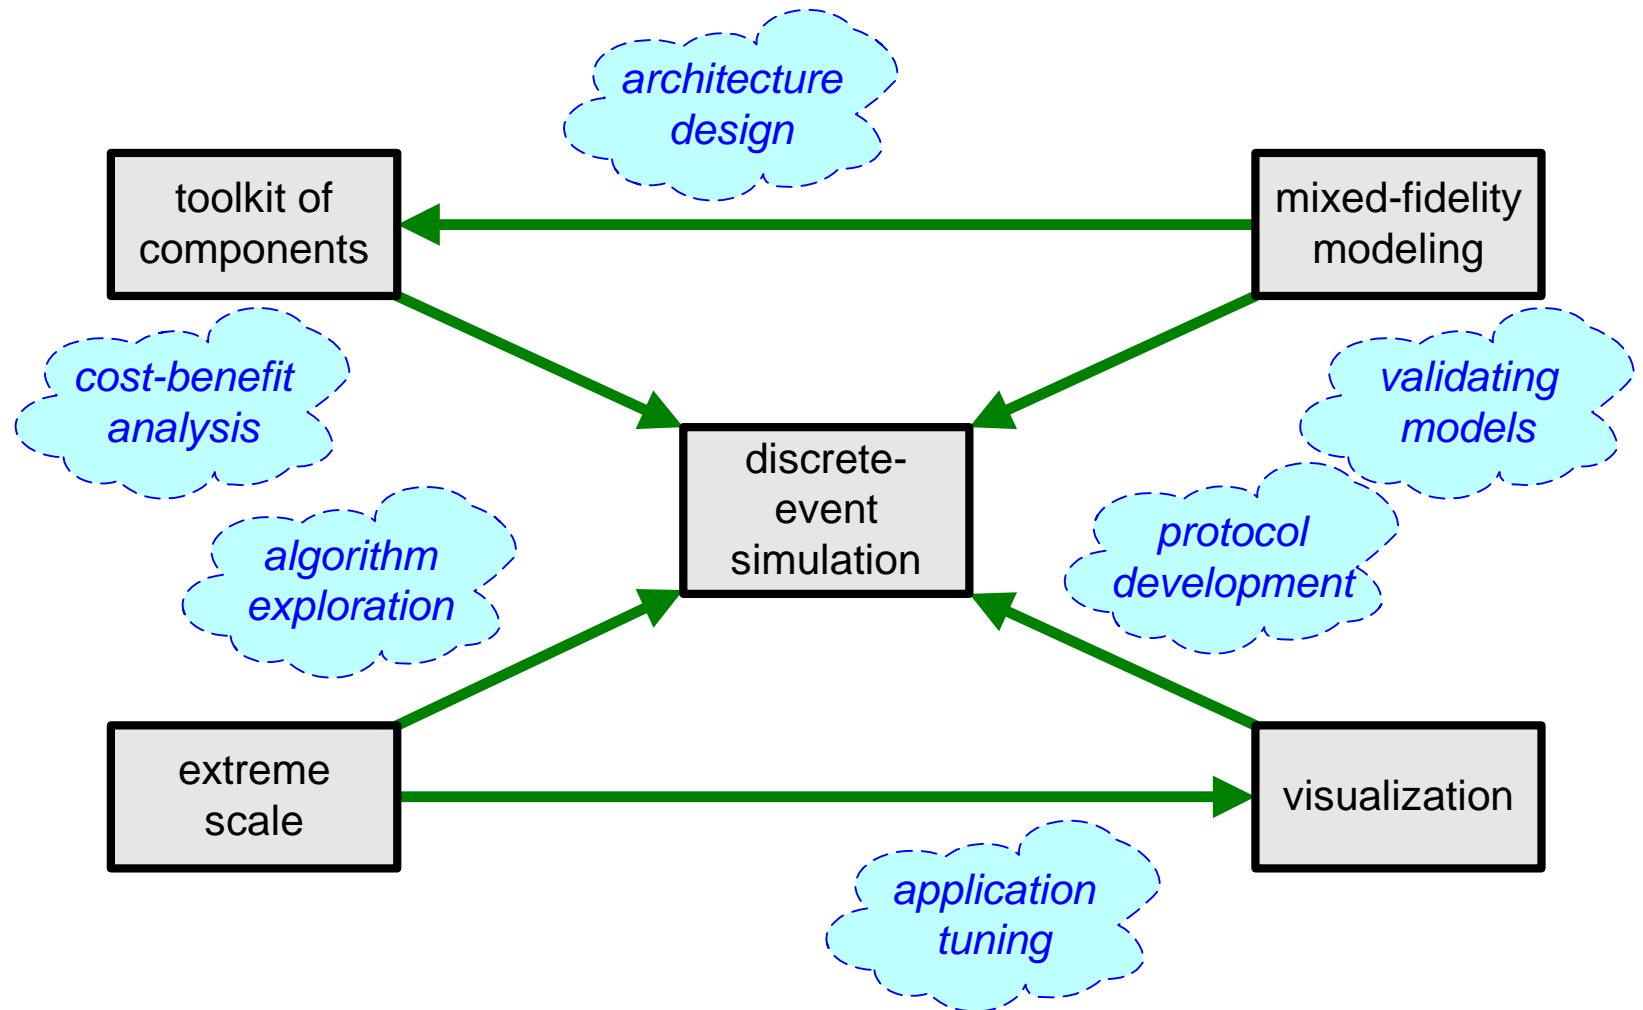 architecture
design
toolkit of
components
mixed-fidelity
modeling
cost-benefit
analysis
validating
models
discrete-
event
simulation
algorithm
exploration
protocol
development
extreme
scale
visualization
application
tuning